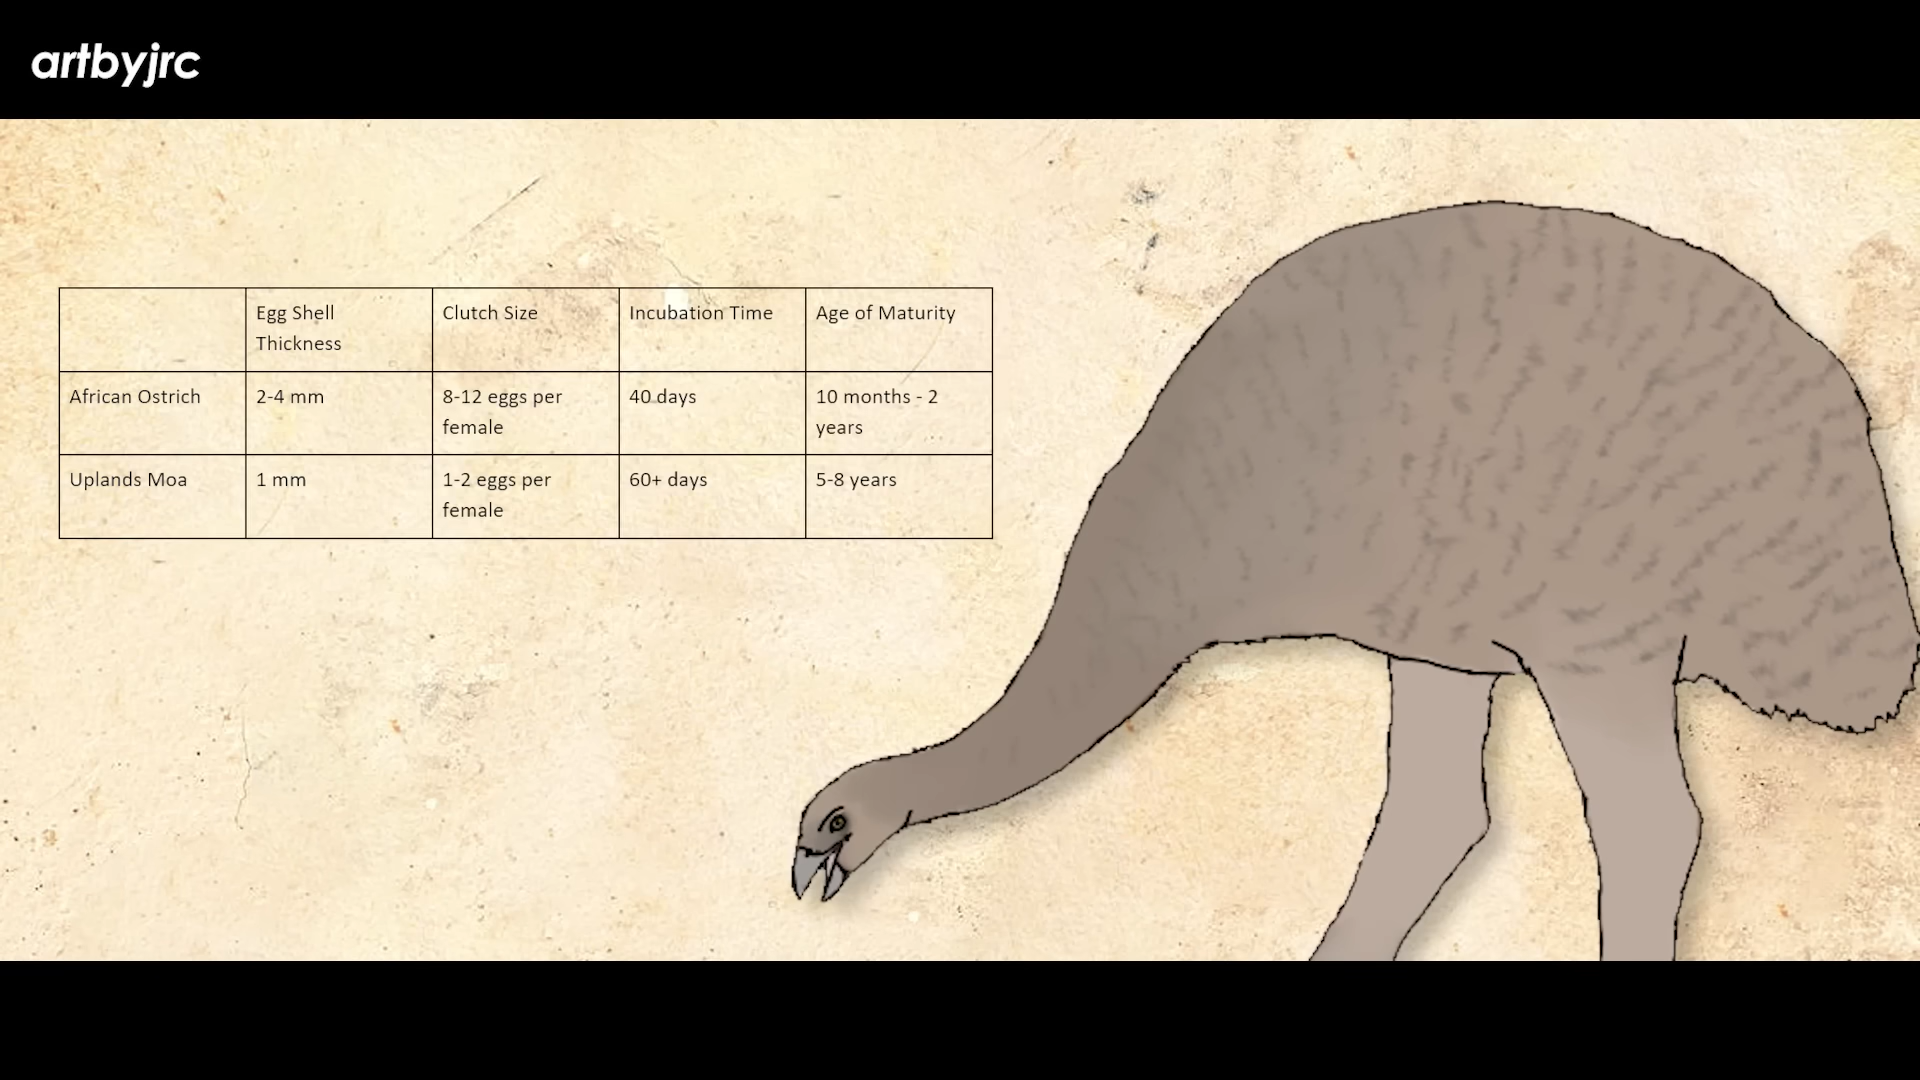 artbyjrc
Egg Shell
Thickness
Clutch Size
Incubation Time
Age of Maturity
African Ostrich
2-4 mm
8-12 eggs per
female
40 days
10 months - 2
years
Uplands Moa
1 mm
1-2 eggs per
female
60+ days
5-8 years